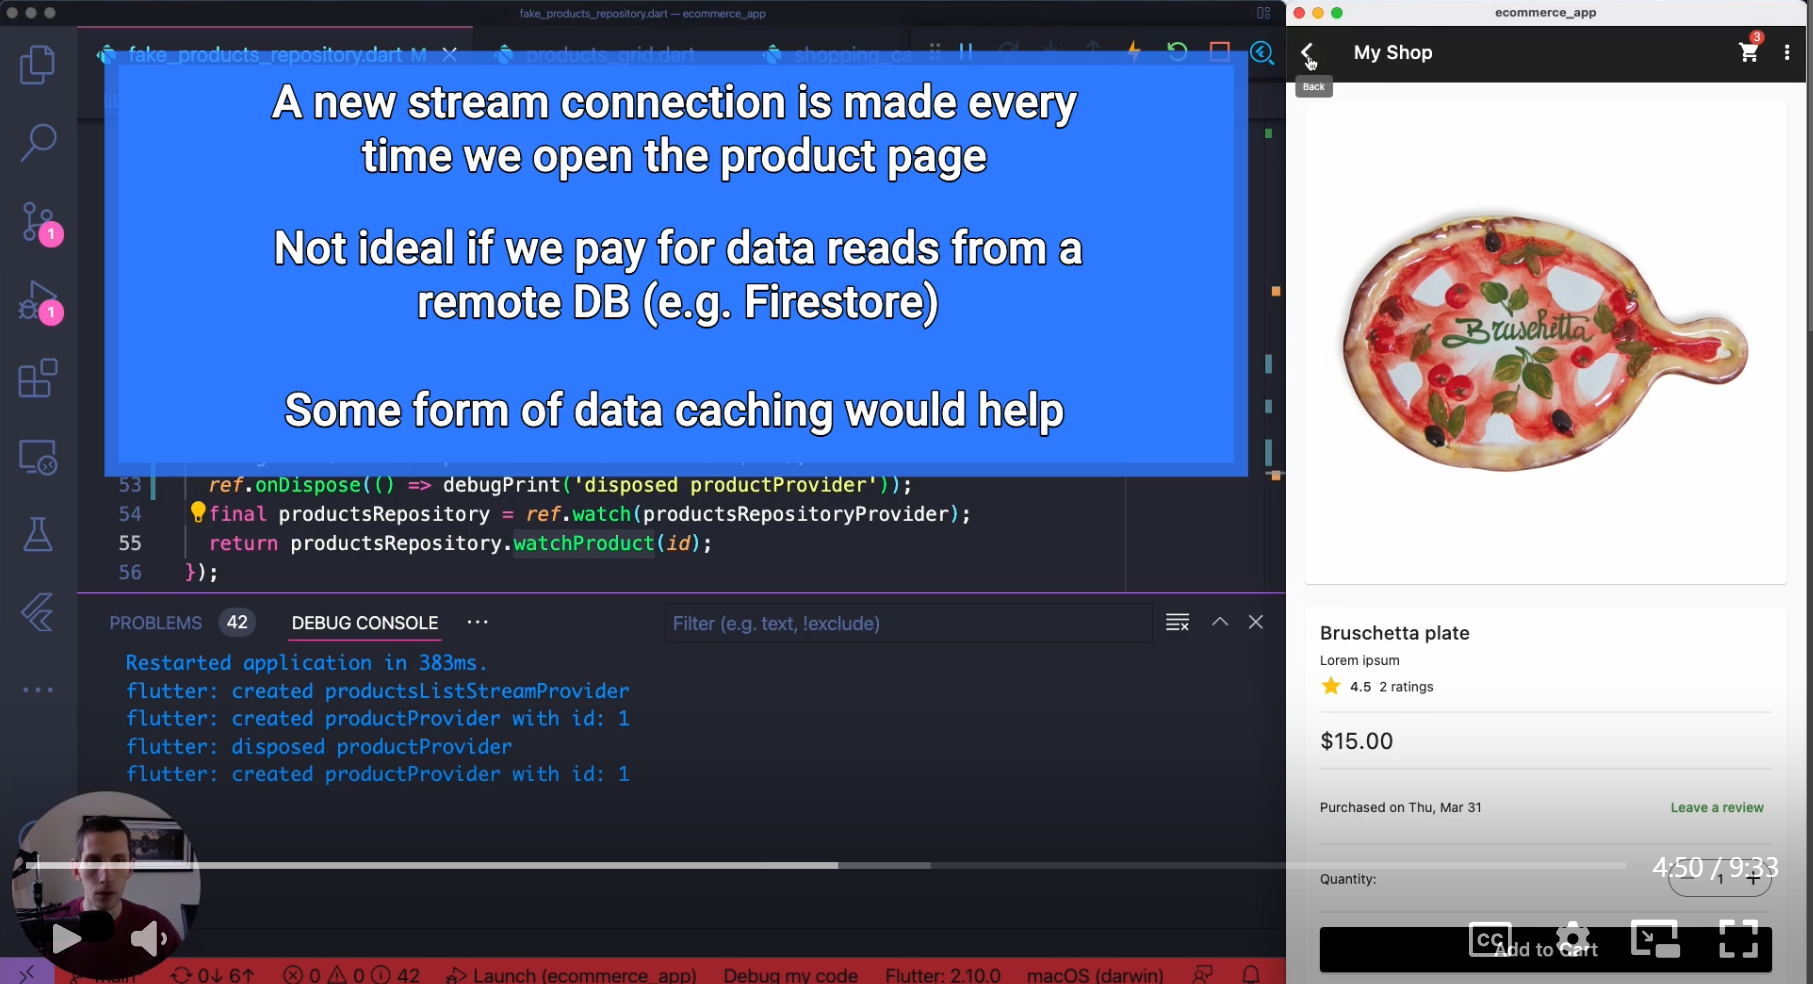 fake_products_repository.dart — ecommerce_app
ecommerce_app
fake_products_repository.dart M
products_grid.dart
shopping_ca
My Shop
3
Back
lib
A new stream connection is made every
time we open the product page
Not ideal if we pay for data reads from a
remote DB (e.g. Firestore)
Some form of data caching would help
1
1
53 ref.onDispose(() => debugPrint('disposed productProvider'));
54 final productsRepository = ref.watch(productsRepositoryProvider);
55 return productsRepository.watchProduct(id);
56 });
Bruschetta
PROBLEMS 42 DEBUG CONSOLE ···
Filter (e.g. text, !exclude)
Restarted application in 383ms.
flutter: created productsListStreamProvider
flutter: created productProvider with id: 1
flutter: disposed productProvider
flutter: created productProvider with id: 1
Bruschetta plate
Lorem ipsum
4.5 2 ratings
$15.00
Purchased on Thu, Mar 31
Leave a review
4:50 / 9:33
Quantity:
− 1 +
CC
Add to Cart
main
0↓ 6↑
0 0 42
Launch (ecommerce_app)
Debug my code
Flutter: 2.10.0
macOS (darwin)